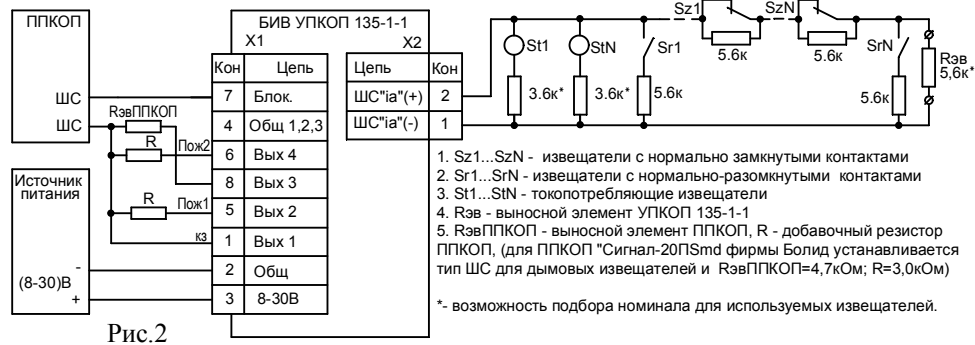 ППКОП
БИВ УПКОП 135-1-1
X1
X2
Кон
Цепь
Цепь
Кон
ШС
7
Блок.
ШС"ia"(+)
2
RэвППКОП
ШС
4
Общ 1,2,3
ШС"ia"(-)
1
R
Пож2
6
Вых 4
8
Вых 3
Источник
питания
R
Пож1
5
Вых 2
кз
1
Вых 1
-
2
Общ
(8-30)В
+
3
8-30В
Sz1
SzN
St1
StN
Sr1
5.6к
5.6к
SrN
Rэв
5,6к*
3.6к*
3.6к*
5.6к
5.6к
1. Sz1...SzN - извещатели с нормально замкнутыми контактами
2. Sr1...SrN - извещатели с нормально-разомкнутыми контактами
3. St1...StN - токопотребляющие извещатели
4. Rэв - выносной элемент УПКОП 135-1-1
5. RэвППКОП - выносной элемент ППКОП, R - добавочный резистор
ППКОП, (для ППКОП "Сигнал-20ПSmd фирмы Болид устанавливается
тип ШС для дымовых извещателей и RэвППКОП=4,7кОм; R=3,0кОм)
*- возможность подбора номинала для используемых извещателей.
Рис.2